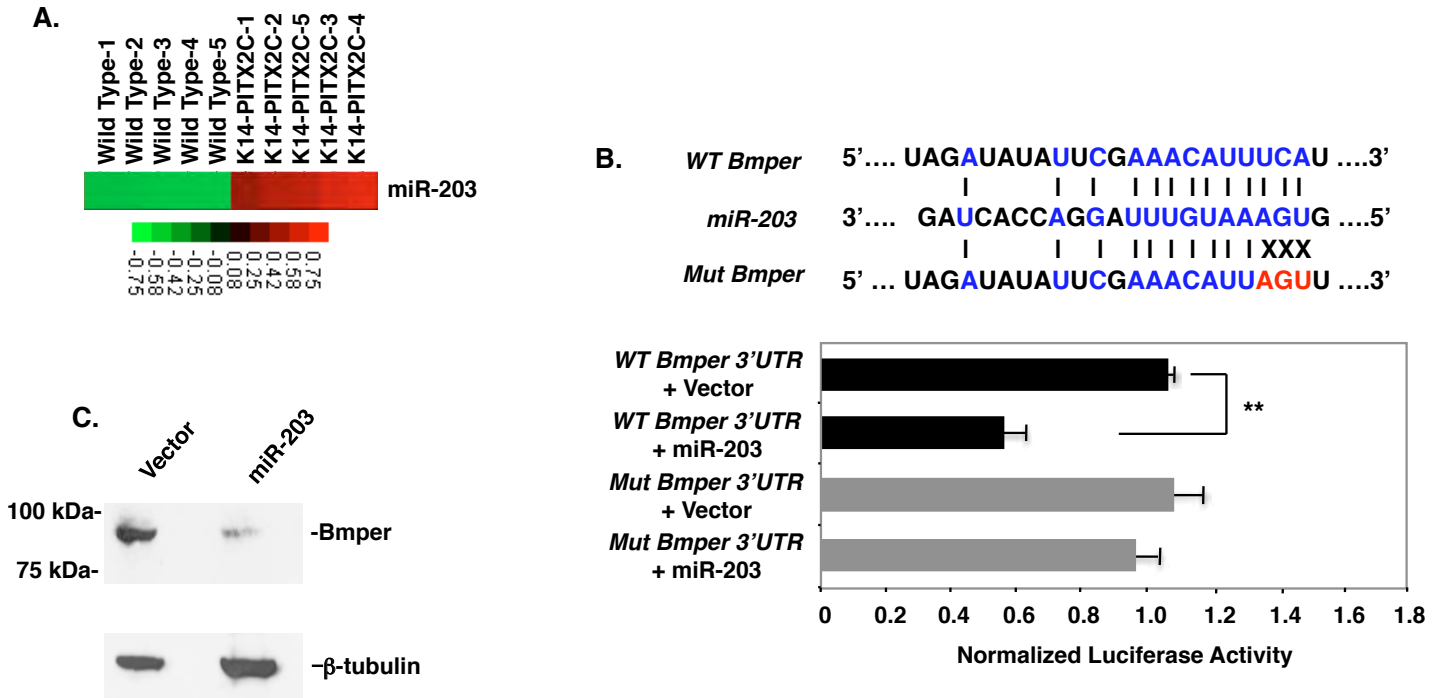 A.
Wild Type-1
Wild Type-2
Wild Type-3
Wild Type-4
Wild Type-5
K14-PITX2C-1
K14-PITX2C-2
K14-PITX2C-5
K14-PITX2C-3
K14-PITX2C-4
miR-203
-0.75
-0.58
-0.42
-0.25
-0.08
0.08
0.25
0.42
0.58
0.75
B.
WT Bmper 5’.... UAGAUAUAUUCGAAACAUUUCAU ....3’
miR-203 3’.... GAUCACCAGGAUUUGUAAAGUG ....5’
XXX
Mut Bmper 5’ ... UAGAUAUAUUCGAAACAUUAGUU ....3’
WT Bmper 3’UTR
+ Vector
WT Bmper 3’UTR
+ miR-203
Mut Bmper 3’UTR
+ Vector
Mut Bmper 3’UTR
+ miR-203
**
0 0.2 0.4 0.6 0.8 1.0 1.2 1.4 1.6 1.8
Normalized Luciferase Activity
C.
Vector
miR-203
100 kDa-
-Bmper
75 kDa-
–β-tubulin